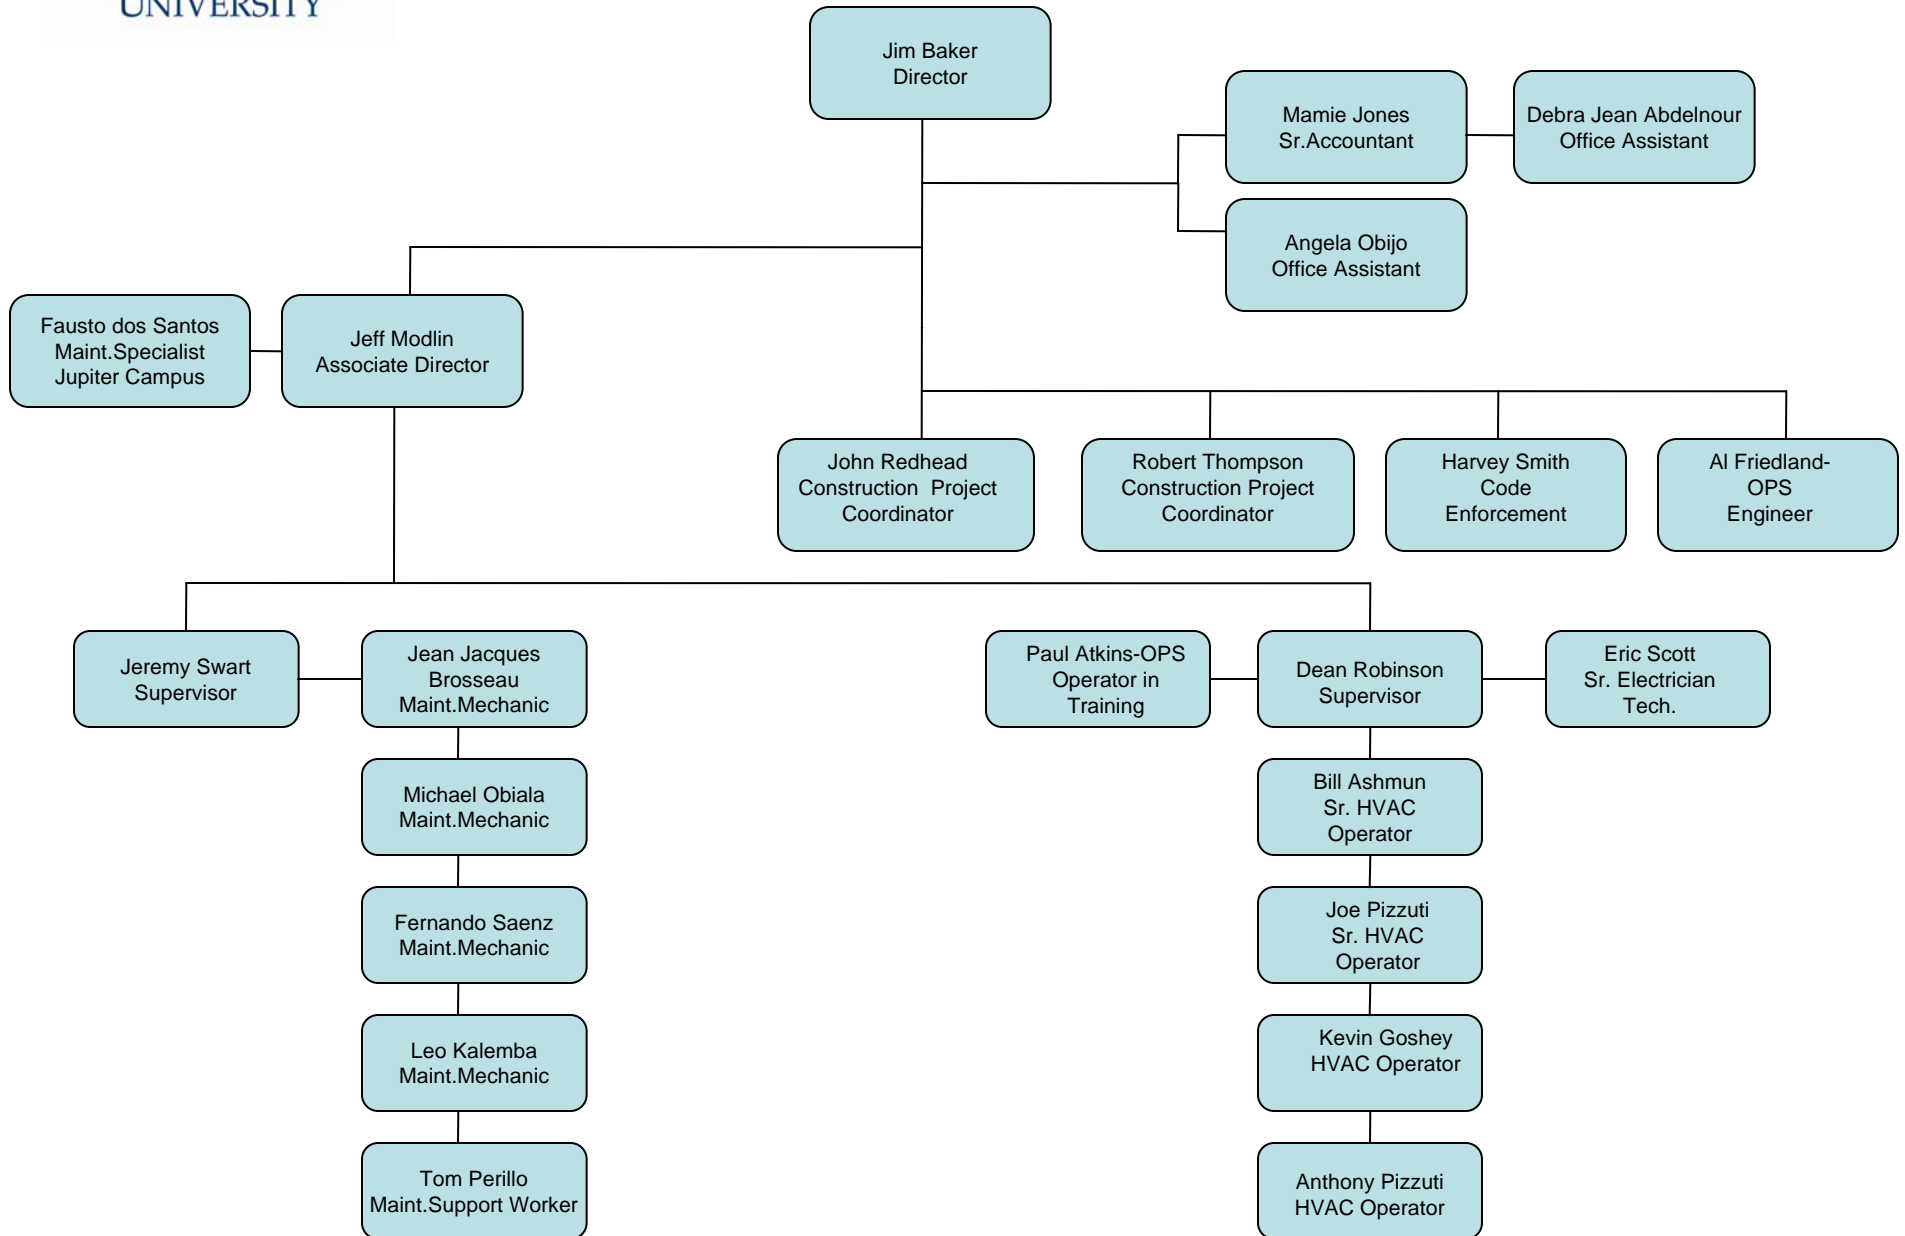 UNIVERSITY
Jim Baker
Director
Mamie Jones
Sr.Accountant
Debra Jean Abdelnour
Office Assistant
Angela Obijo
Office Assistant
Fausto dos Santos
Maint.Specialist
Jupiter Campus
Jeff Modlin
Associate Director
John Redhead
Construction  Project
Coordinator
Robert Thompson
Construction Project
Coordinator
Harvey Smith
Code
Enforcement
Al Friedland-
OPS
Engineer
Jeremy Swart
Supervisor
Jean Jacques
Brosseau
Maint.Mechanic
Paul Atkins-OPS
Operator in
Training
Dean Robinson
Supervisor
Eric Scott
Sr. Electrician
Tech.
Michael Obiala
Maint.Mechanic
Bill Ashmun
Sr. HVAC
Operator
Fernando Saenz
Maint.Mechanic
Joe Pizzuti
Sr. HVAC
Operator
Leo Kalemba
Maint.Mechanic
Kevin Goshey
HVAC Operator
Tom Perillo
Maint.Support Worker
Anthony Pizzuti
HVAC Operator